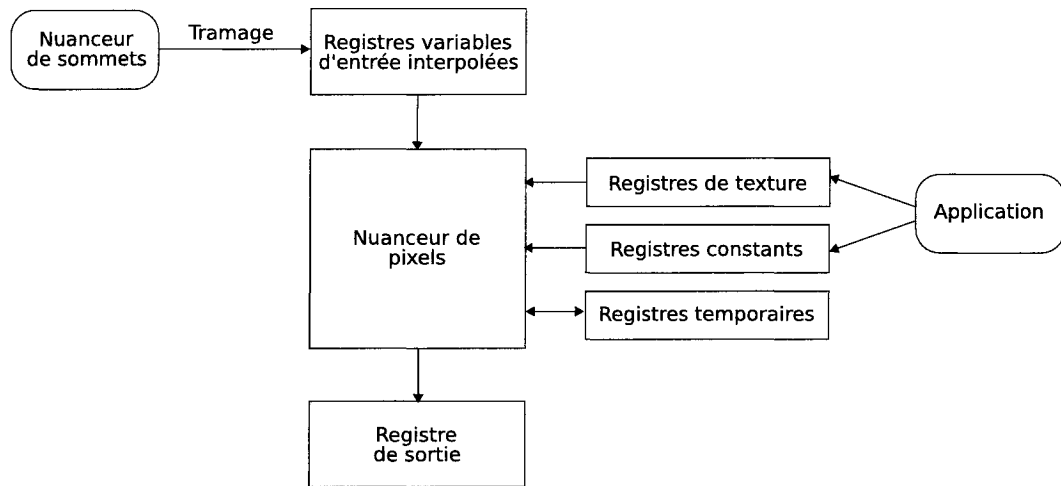 Nuanceur
de sommets
Tramage
Registres variables
d'entrée interpolées
Nuanceur de
pixels
Registres de texture
Registres constants
Registres temporaires
Application
Registre
de sortie